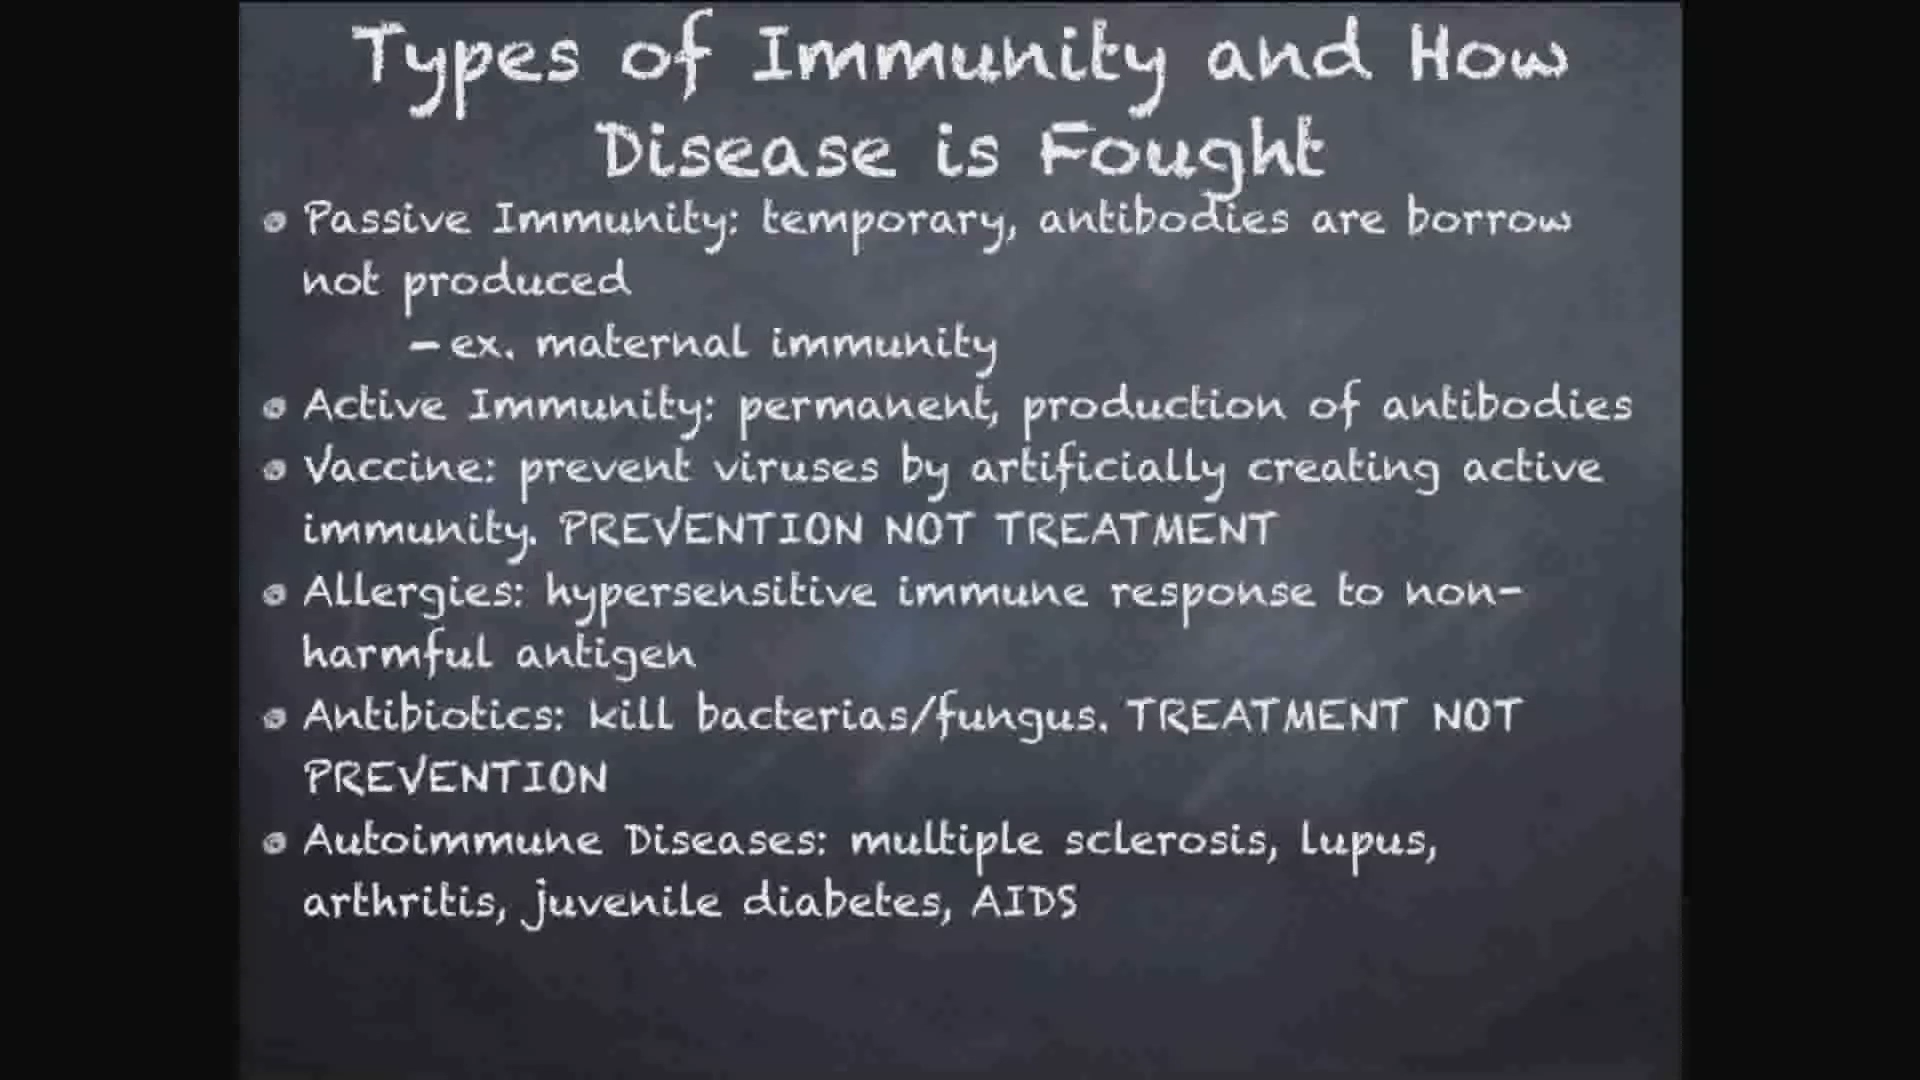 Types of Immunity and How
Disease is Fought
• Passive Immunity: temporary, antibodies are borrow
not produced
– ex. maternal immunity
• Active Immunity: permanent, production of antibodies
• Vaccine: prevent viruses by artificially creating active
immunity. PREVENTION NOT TREATMENT
• Allergies: hypersensitive immune response to non-
harmful antigen
• Antibiotics: kill bacterias/fungus. TREATMENT NOT
PREVENTION
• Autoimmune Diseases: multiple sclerosis, lupus,
arthritis, juvenile diabetes, AIDS